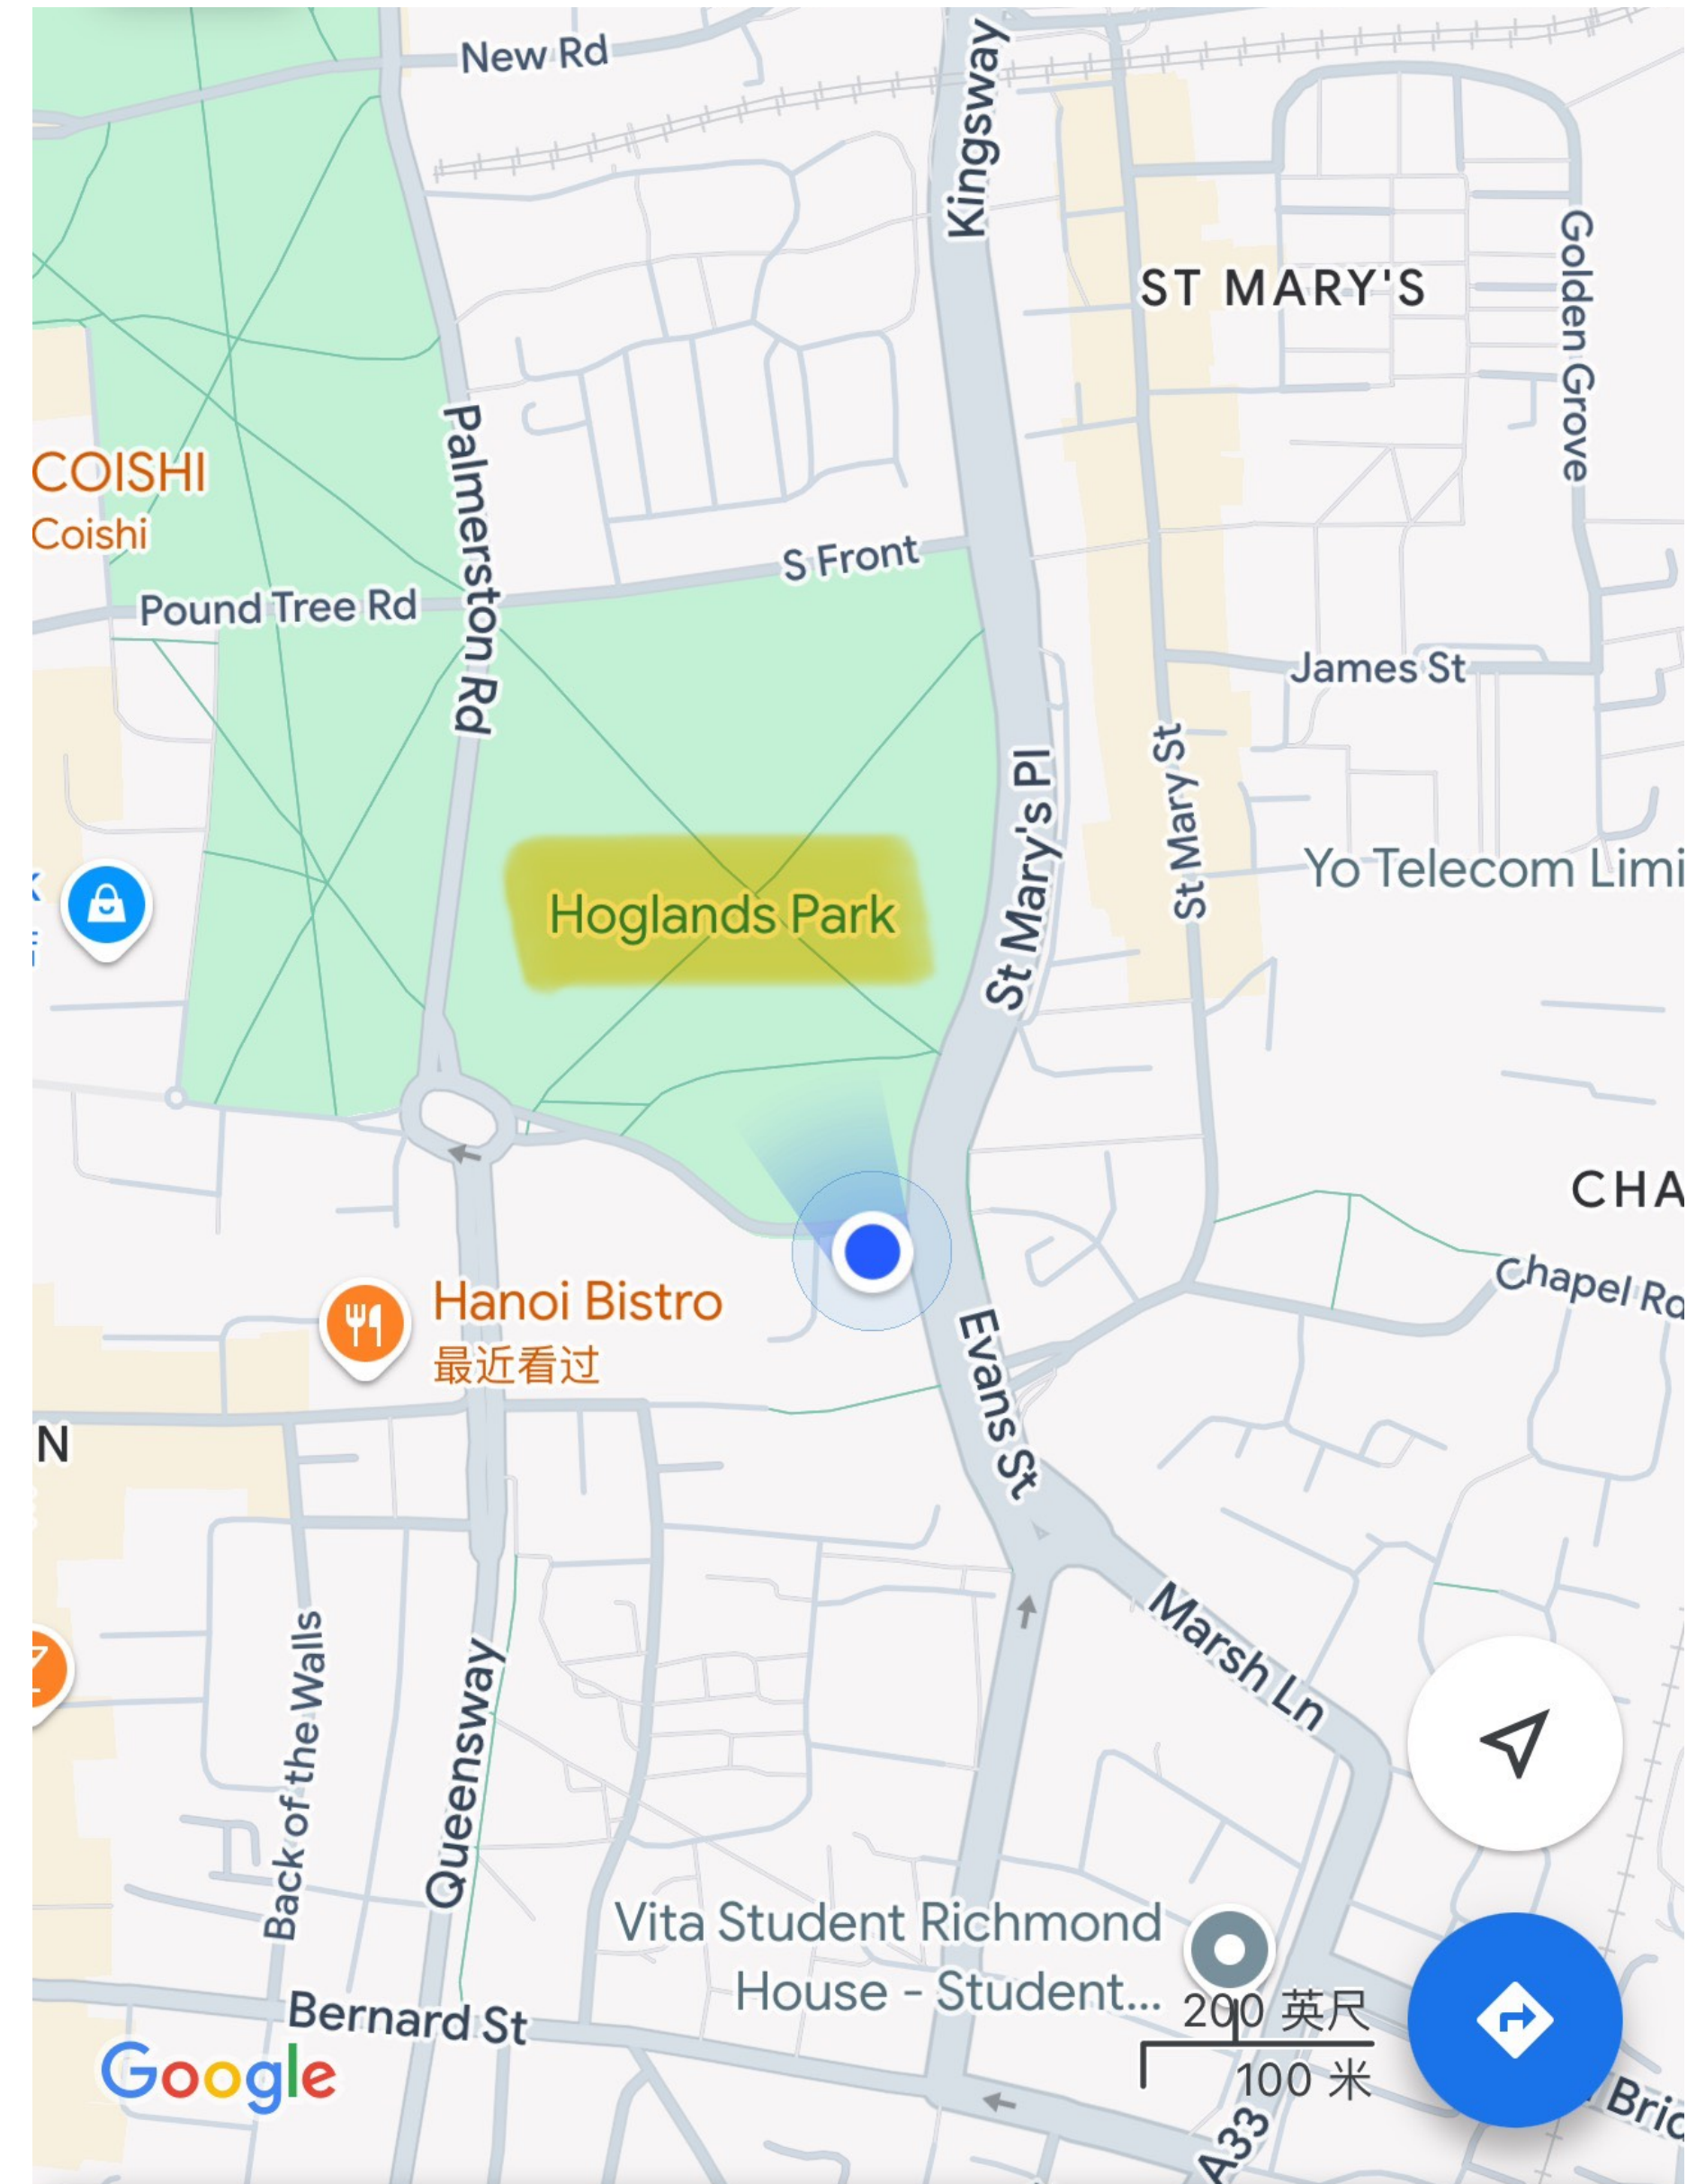 New Rd
Kingsway
ST MARY'S
Golden Grove
COISHI
Coishi
Palmerston Rd
S Front
Pound Tree Rd
James St
St Mary's Pl
St Mary St
Yo Telecom Limi
Hoglands Park
CHA
Chapel Rd
Hanoi Bistro
最近看过
Evans St
N
Marsh Ln
Back of the Walls
Queensway
Vita Student Richmond
House - Student...
200 英尺
100 米
Bernard St
Google
A33
Bric